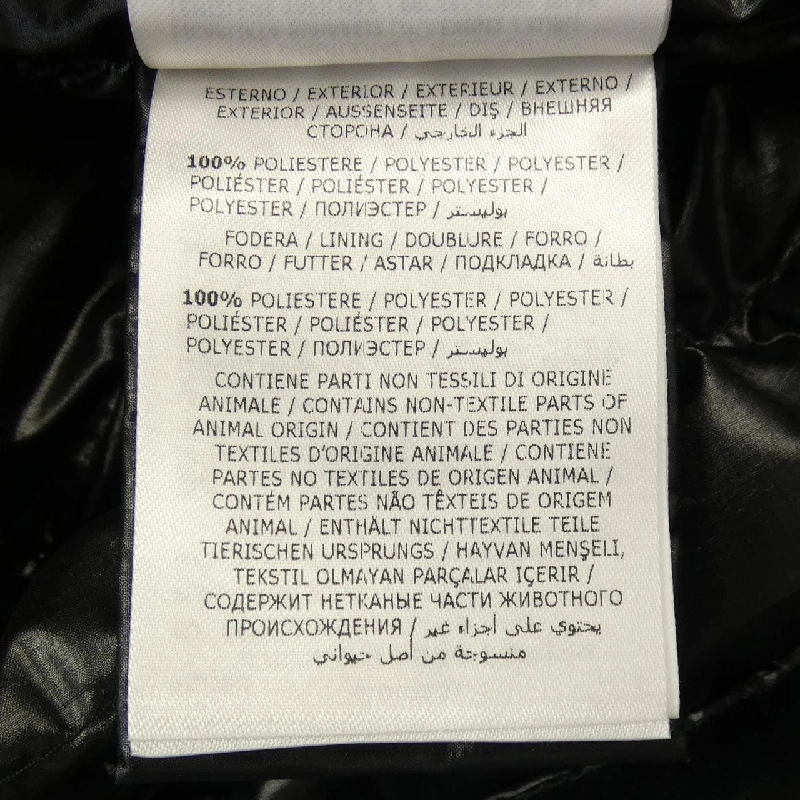 ESTERNO / EXTERIOR / EXTERIEUR / EXTERNO /
EXTERIOR / AUSSENSEITE / DIŞ / ВНЕШНЯЯ
СТОРОНА / الجزء الخارجي
100% POLIESTERE / POLYESTER / POLYESTER /
POLIÉSTER / POLIÉSTER / POLYESTER /
POLYESTER / ПОЛИЭСТЕР / بوليستر
FODERA / LINING / DOUBLURE / FORRO /
FORRO / FUTTER / ASTAR / ПОДКЛАДКА / بطانة
100% POLIESTERE / POLYESTER / POLYESTER /
POLIÉSTER / POLIÉSTER / POLYESTER /
POLYESTER / ПОЛИЭСТЕР / بوليستر
CONTIENE PARTI NON TESSILI DI ORIGINE
ANIMALE / CONTAINS NON-TEXTILE PARTS OF
ANIMAL ORIGIN / CONTIENT DES PARTIES NON
TEXTILES D'ORIGINE ANIMALE / CONTIENE
PARTES NO TEXTILES DE ORIGEN ANIMAL /
CONTÉM PARTES NÃO TÊXTEIS DE ORIGEM
ANIMAL / ENTHÄLT NICHTTEXTILE TEILE
TIERISCHEN URSPRUNGS / HAYVAN MENŞELİ,
TEKSTIL OLMAYAN PARÇALAR IÇERIR /
СОДЕРЖИТ НЕТКАНЫЕ ЧАСТИ ЖИВОТНОГО
ПРОИСХОЖДЕНИЯ / يحتوي على أجزاء غير
منسوجة من أصل حيواني